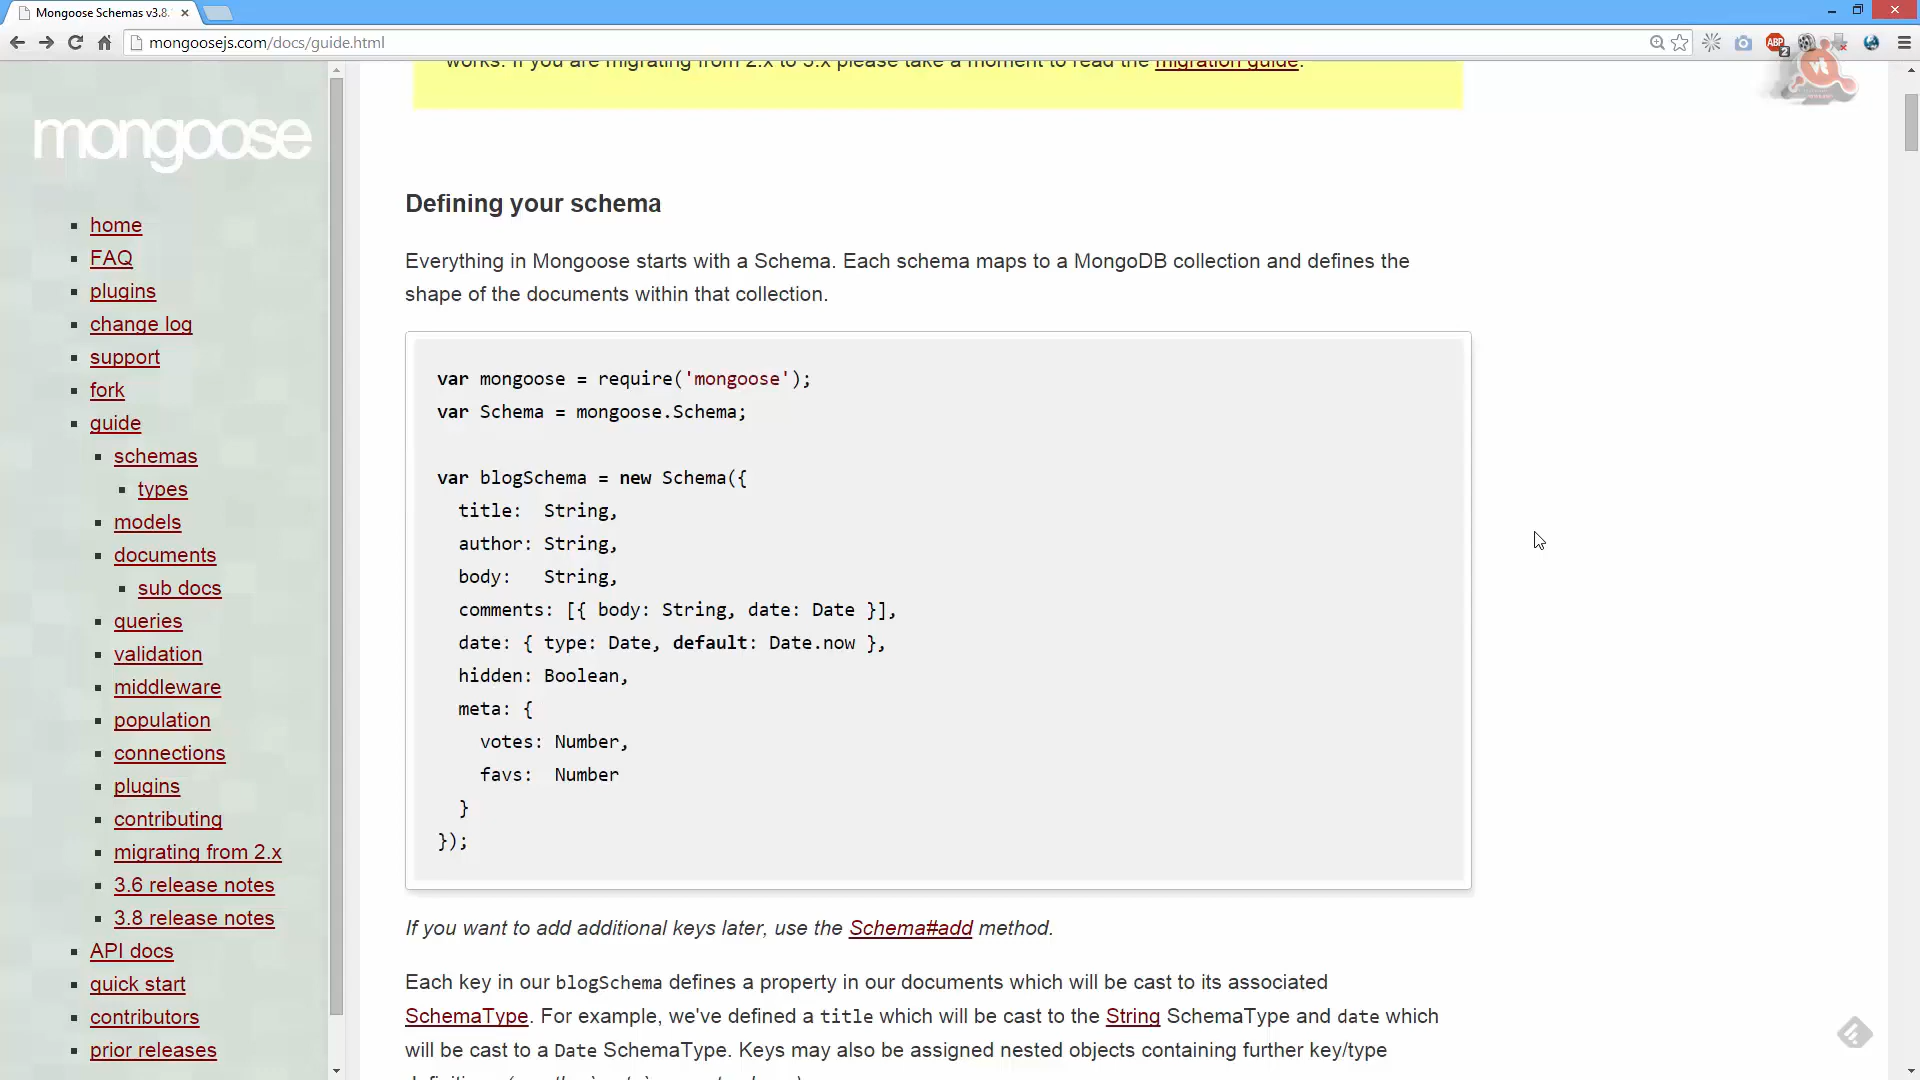 Mongoose Schemas v3.8.
mongoosejs.com/docs/guide.html
ABP
2
works. If you are migrating from 2.x to 3.x please take a moment to read the migration guide.
mongoose
home
FAQ
plugins
change log
support
fork
guide
schemas
types
models
documents
sub docs
queries
validation
middleware
population
connections
plugins
contributing
migrating from 2.x
3.6 release notes
3.8 release notes
API docs
quick start
contributors
prior releases
Defining your schema
Everything in Mongoose starts with a Schema. Each schema maps to a MongoDB collection and defines the
shape of the documents within that collection.
var mongoose = require('mongoose');
var Schema = mongoose.Schema;
var blogSchema = new Schema({
  title:  String,
  author: String,
  body:   String,
  comments: [{ body: String, date: Date }],
  date: { type: Date, default: Date.now },
  hidden: Boolean,
  meta: {
    votes: Number,
    favs:  Number
  }
});
If you want to add additional keys later, use the Schema#add method.
Each key in our blogSchema defines a property in our documents which will be cast to its associated
SchemaType. For example, we've defined a title which will be cast to the String SchemaType and date which
will be cast to a Date SchemaType. Keys may also be assigned nested objects containing further key/type